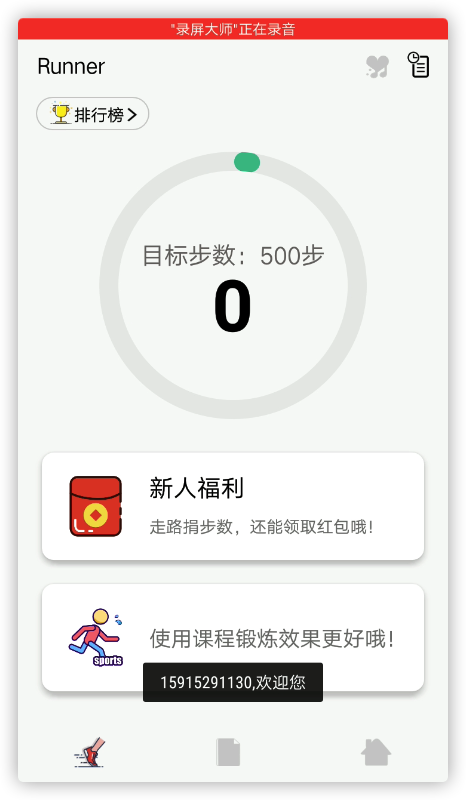 "录屏大师"正在录音
Runner
排行榜
目标步数：500步
0
新人福利
走路捐步数，还能领取红包哦！
使用课程锻炼效果更好哦！
sports
15915291130,欢迎您